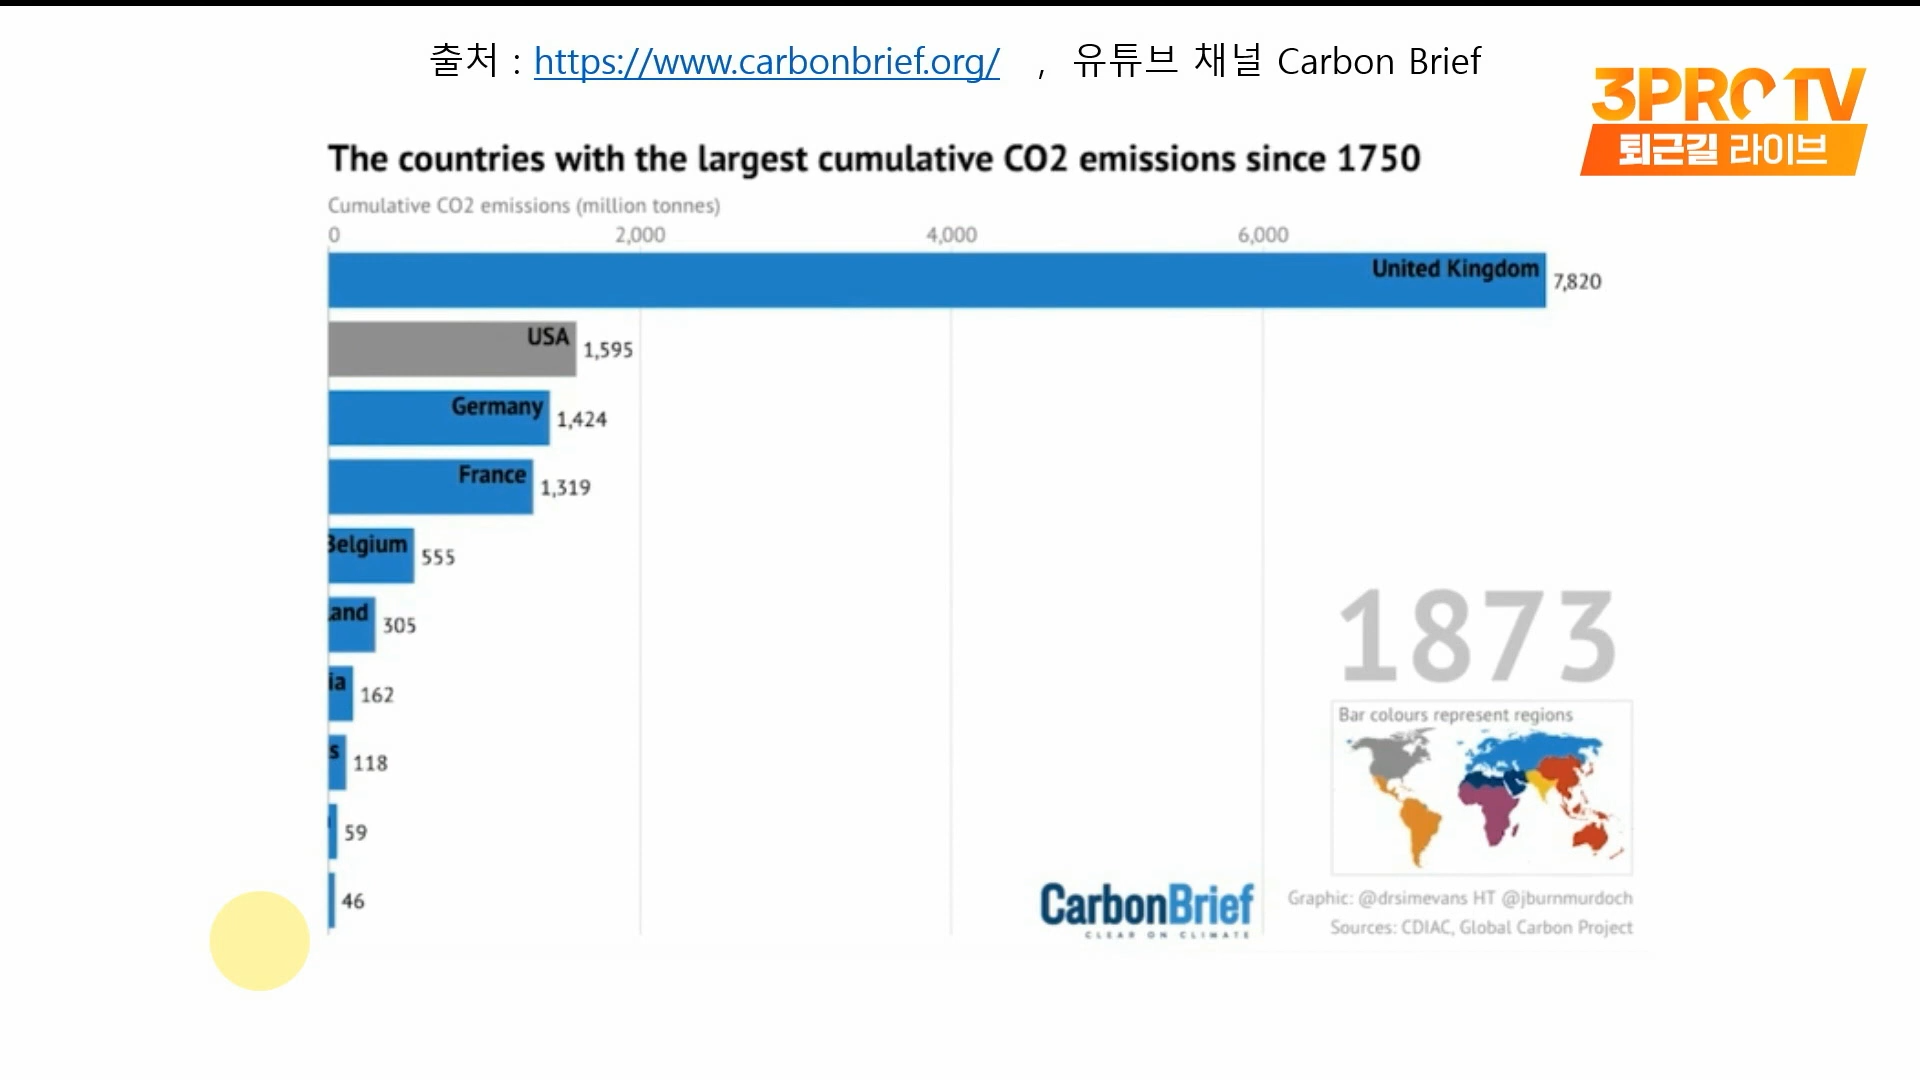 출처 : https://www.carbonbrief.org/ , 유튜브 채널 Carbon Brief
3PRO TV
퇴근길 라이브
The countries with the largest cumulative CO2 emissions since 1750
Cumulative CO2 emissions (million tonnes)
0 2,000 4,000 6,000
United Kingdom 7,820
USA 1,595
Germany 1,424
France 1,319
Belgium 555
land 305
ia 162
s 118
59
46
1873
Bar colours represent regions
CarbonBrief
CLEAR ON CLIMATE
Graphic: @drsimevans HT @jburnmurdoch
Sources: CDIAC, Global Carbon Project